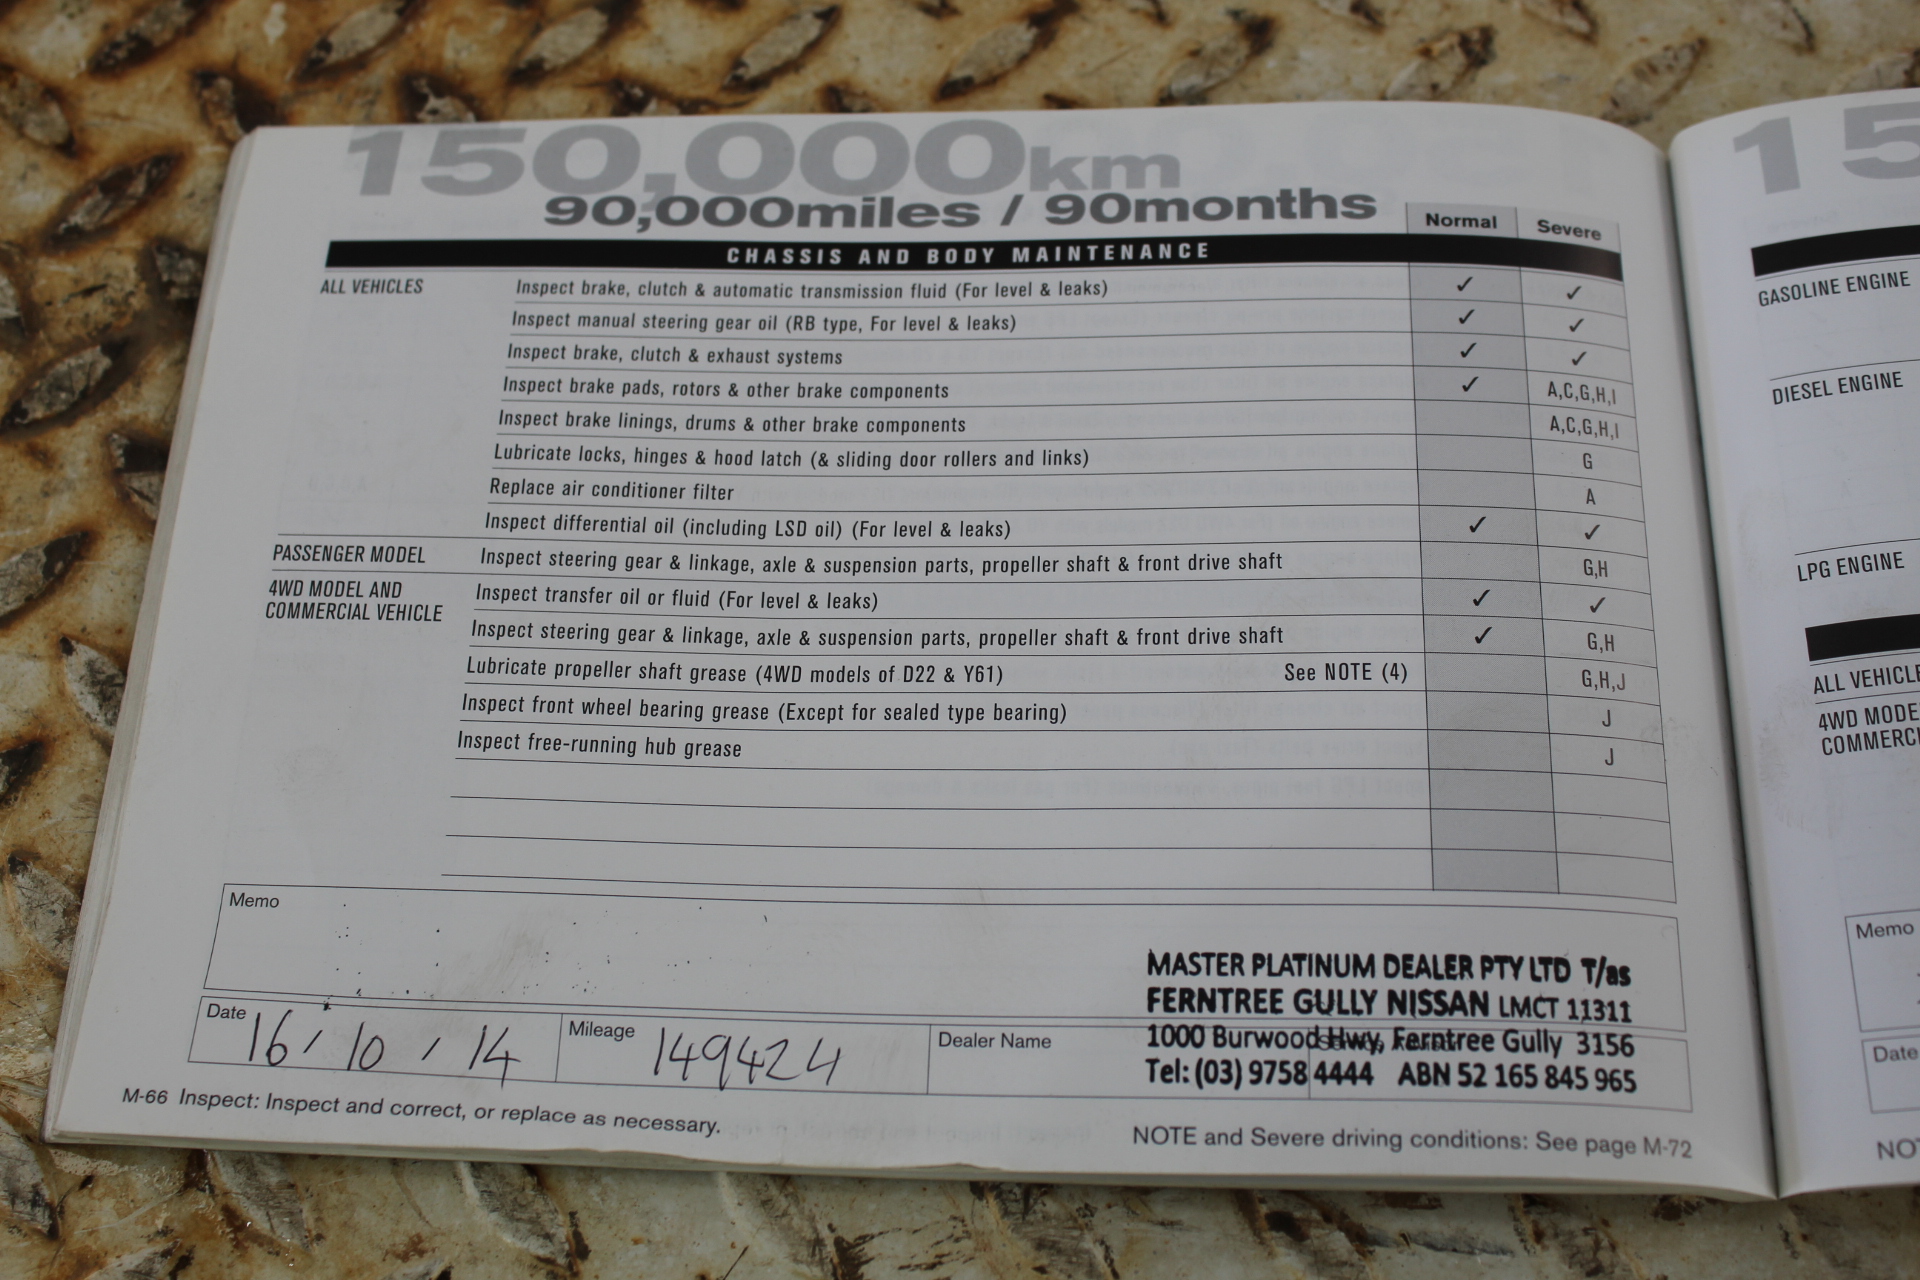 150,000km
90,000miles / 90months
Normal Severe
CHASSIS AND BODY MAINTENANCE
ALL VEHICLES Inspect brake, clutch & automatic transmission fluid (For level & leaks) ✓ ✓
Inspect manual steering gear oil (RB type, For level & leaks) ✓ ✓
Inspect brake, clutch & exhaust systems ✓ ✓
Inspect brake pads, rotors & other brake components ✓ A,C,G,H,I
Inspect brake linings, drums & other brake components A,C,G,H,I
Lubricate locks, hinges & hood latch (& sliding door rollers and links) G
Replace air conditioner filter A
Inspect differential oil (including LSD oil) (For level & leaks) ✓ ✓
PASSENGER MODEL Inspect steering gear & linkage, axle & suspension parts, propeller shaft & front drive shaft G,H
4WD MODEL AND
COMMERCIAL VEHICLE
Inspect transfer oil or fluid (For level & leaks) ✓ ✓
Inspect steering gear & linkage, axle & suspension parts, propeller shaft & front drive shaft ✓ G,H
Lubricate propeller shaft grease (4WD models of D22 & Y61) See NOTE (4) G,H,J
Inspect front wheel bearing grease (Except for sealed type bearing) J
Inspect free-running hub grease J
Memo
MASTER PLATINUM DEALER PTY LTD T/as
FERNTREE GULLY NISSAN LMCT 11311
1000 Burwood Hwy, Ferntree Gully 3156
Tel: (03) 9758 4444 ABN 52 165 845 965
Date 16/10/14 Mileage 149424 Dealer Name
M-66 Inspect: Inspect and correct, or replace as necessary.
NOTE and Severe driving conditions: See page M-72
15
GASOLINE ENGINE
DIESEL ENGINE
LPG ENGINE
ALL VEHICLE
4WD MODE
COMMERCI
Memo
Date
NOT